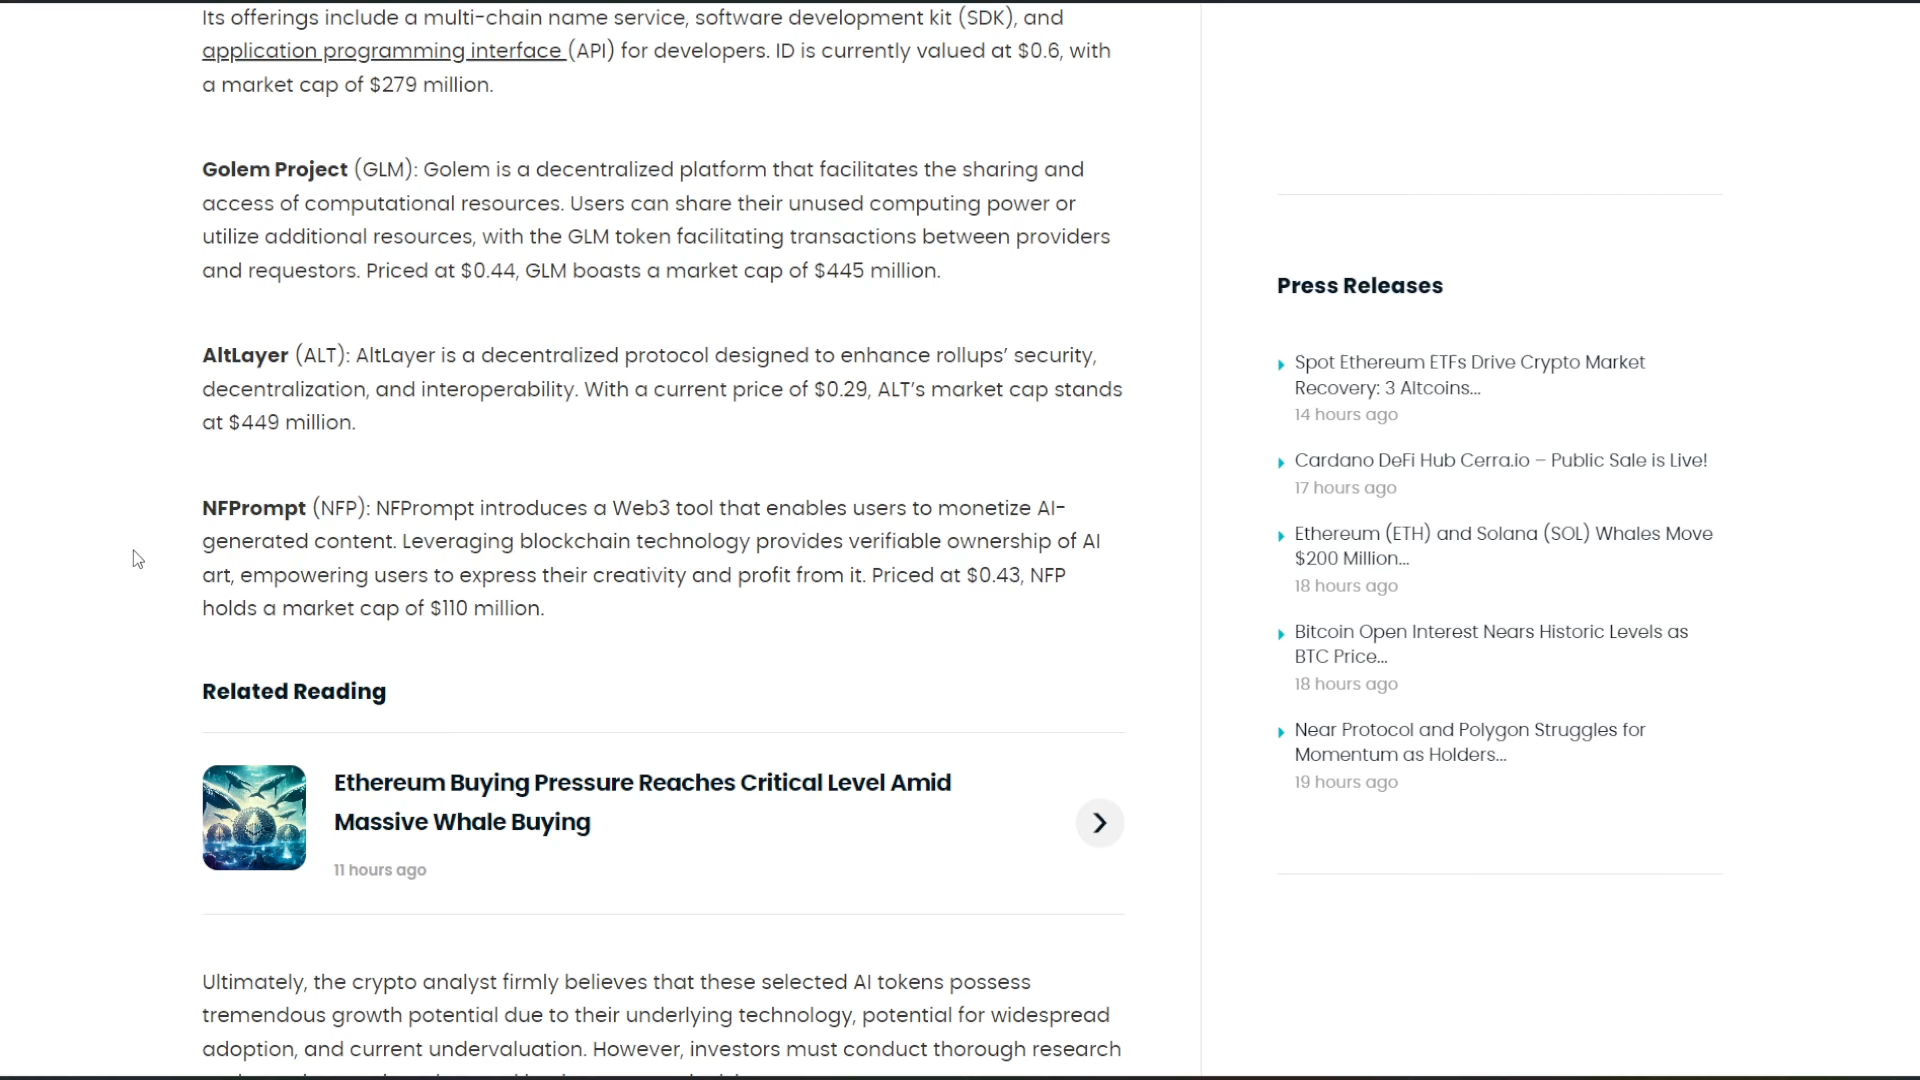 Its offerings include a multi-chain name service, software development kit (SDK), and
application programming interface (API) for developers. ID is currently valued at $0.6, with
a market cap of $279 million.
Golem Project (GLM): Golem is a decentralized platform that facilitates the sharing and
access of computational resources. Users can share their unused computing power or
utilize additional resources, with the GLM token facilitating transactions between providers
and requestors. Priced at $0.44, GLM boasts a market cap of $445 million.
AltLayer (ALT): AltLayer is a decentralized protocol designed to enhance rollups’ security,
decentralization, and interoperability. With a current price of $0.29, ALT’s market cap stands
at $449 million.
NFPrompt (NFP): NFPrompt introduces a Web3 tool that enables users to monetize AI-
generated content. Leveraging blockchain technology provides verifiable ownership of AI
art, empowering users to express their creativity and profit from it. Priced at $0.43, NFP
holds a market cap of $110 million.
Related Reading
Ethereum Buying Pressure Reaches Critical Level Amid
Massive Whale Buying
11 hours ago
Ultimately, the crypto analyst firmly believes that these selected AI tokens possess
tremendous growth potential due to their underlying technology, potential for widespread
adoption, and current undervaluation. However, investors must conduct thorough research
Press Releases
Spot Ethereum ETFs Drive Crypto Market
Recovery: 3 Altcoins...
14 hours ago
Cardano DeFi Hub Cerra.io – Public Sale is Live!
17 hours ago
Ethereum (ETH) and Solana (SOL) Whales Move
$200 Million...
18 hours ago
Bitcoin Open Interest Nears Historic Levels as
BTC Price...
18 hours ago
Near Protocol and Polygon Struggles for
Momentum as Holders...
19 hours ago